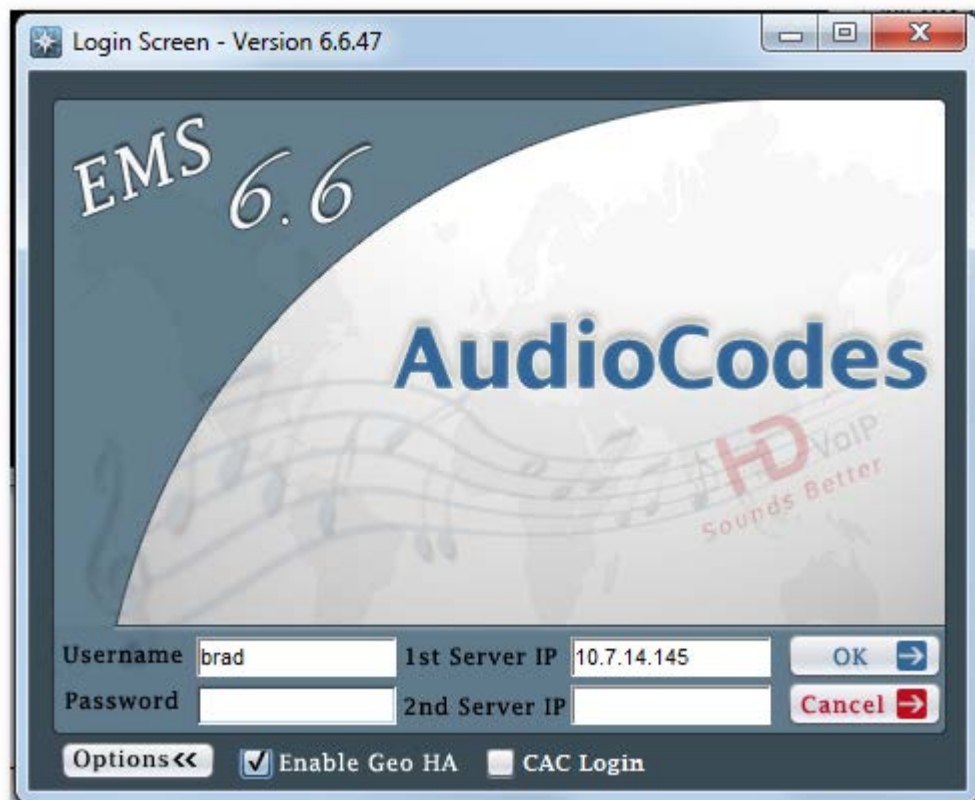 Login Screen - Version 6.6.47
EMS 6.6
AudioCodes
HD VoIP
Sounds Better
Username brad 1st Server IP 10.7.14.145 OK
Password 2nd Server IP Cancel
Options<< Enable Geo HA CAC Login